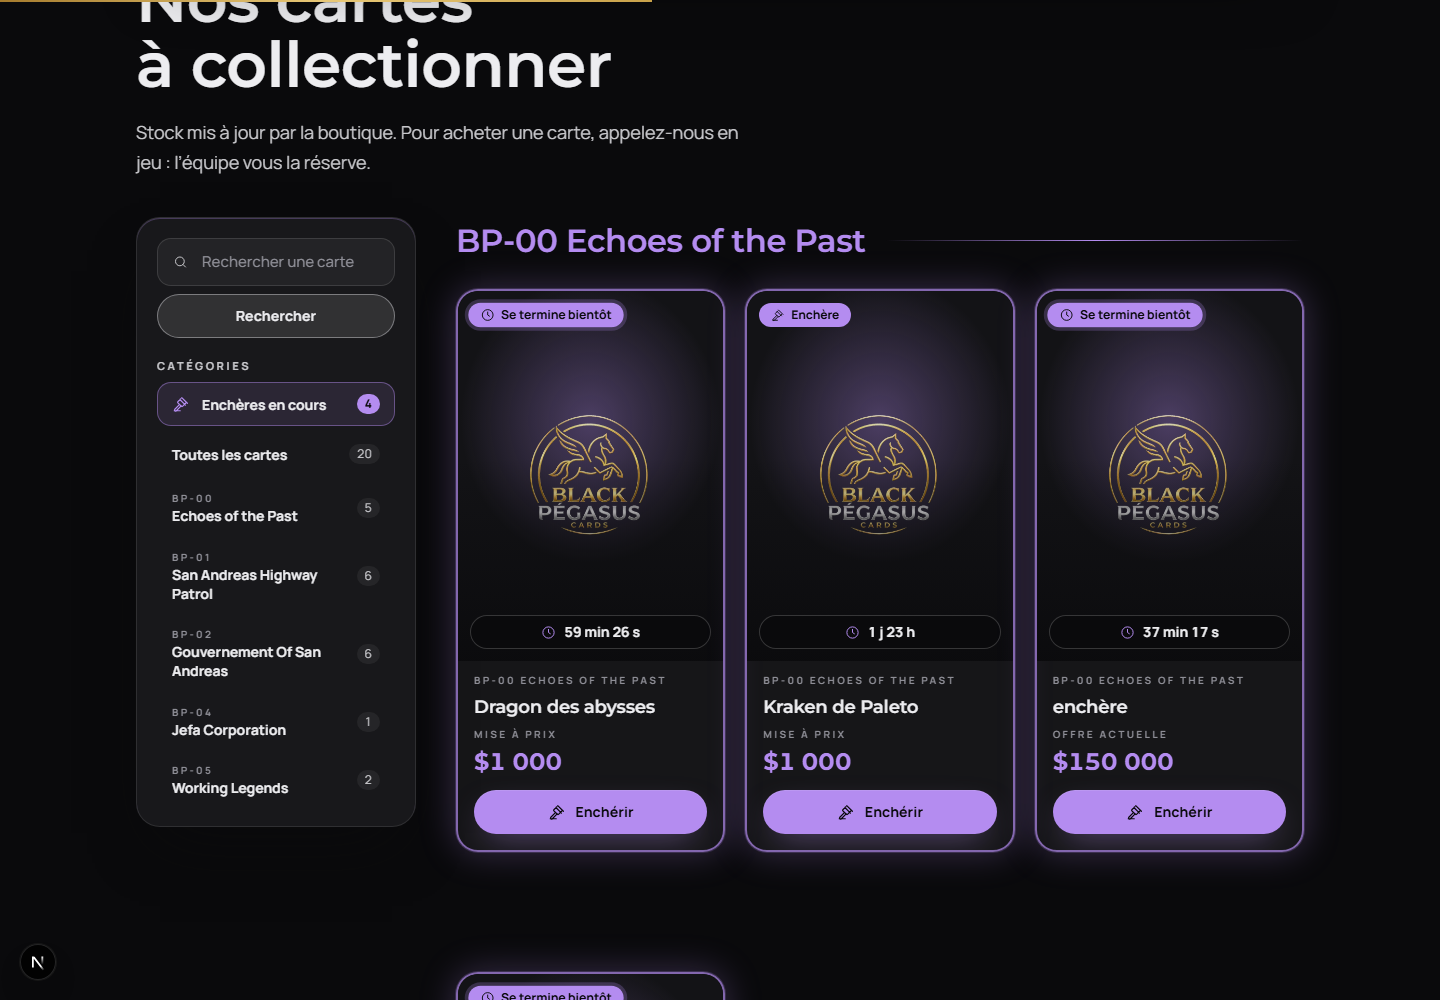 Nos cartes
à collectionner
Stock mis à jour par la boutique. Pour acheter une carte, appelez-nous en
jeu : l'équipe vous la réserve.
Rechercher une carte
Rechercher
CATÉGORIES
Enchères en cours 4
Toutes les cartes 20
BP-00
Echoes of the Past 5
BP-01
San Andreas Highway
Patrol 6
BP-02
Gouvernement Of San
Andreas 6
BP-04
Jefa Corporation 1
BP-05
Working Legends 2
BP-00 Echoes of the Past
Se termine bientôt
BLACK
PÉGASUS
CARDS
59 min 26 s
BP-00 ECHOES OF THE PAST
Dragon des abysses
MISE À PRIX
$1 000
Enchérir
Enchère
BLACK
PÉGASUS
CARDS
1 j 23 h
BP-00 ECHOES OF THE PAST
Kraken de Paleto
MISE À PRIX
$1 000
Enchérir
Se termine bientôt
BLACK
PÉGASUS
CARDS
37 min 17 s
BP-00 ECHOES OF THE PAST
enchère
OFFRE ACTUELLE
$150 000
Enchérir
Se termine bientôt
N